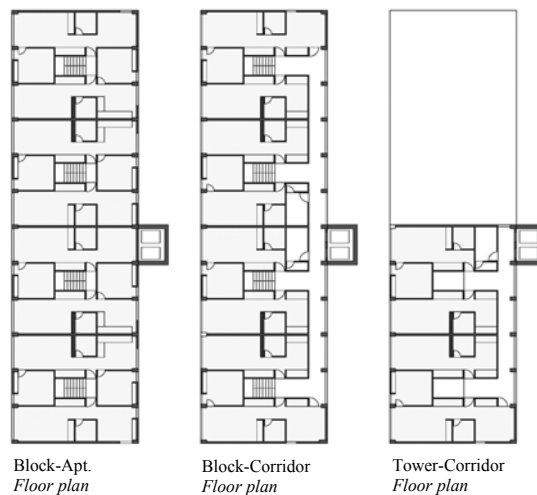 Block-Apt.
Floor plan
Block-Corridor
Floor plan
Tower-Corridor
Floor plan